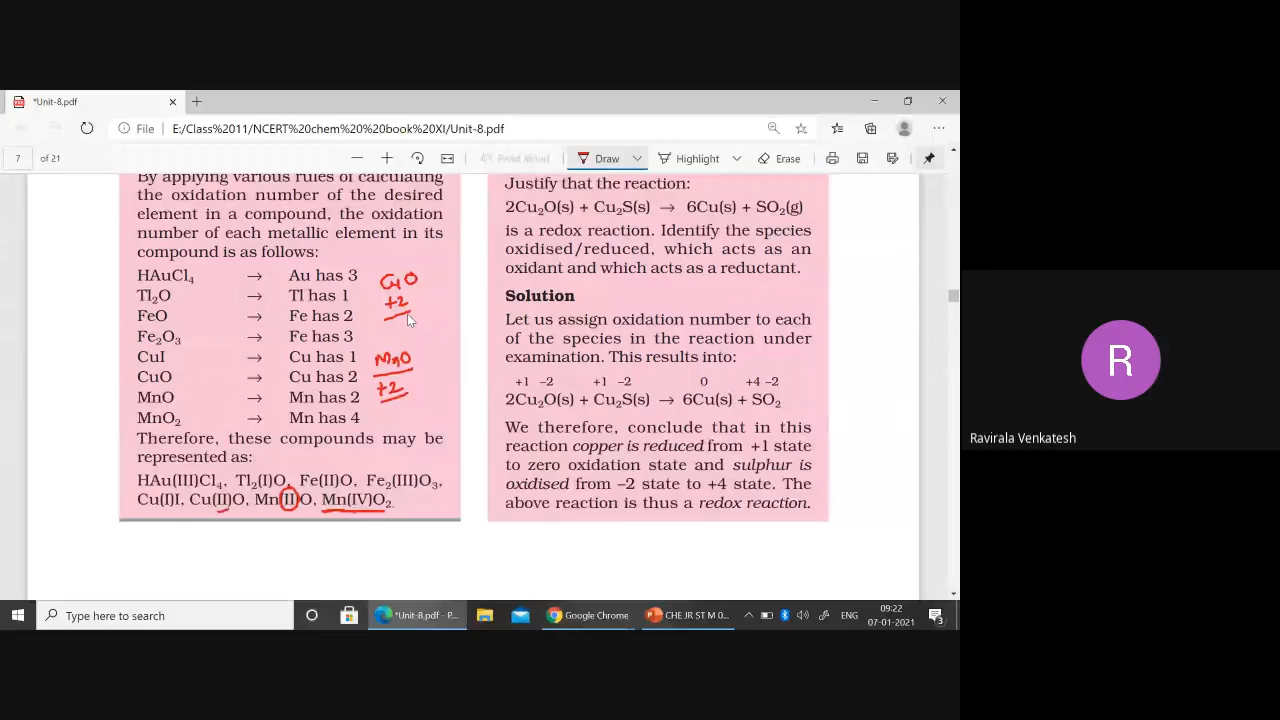 *Unit-8.pdf
File E:/Class%2011/NCERT%20chem%20%20book%20XI/Unit-8.pdf
7 of 21 Read aloud Draw Highlight Erase
By applying various rules of calculating
the oxidation number of the desired
element in a compound, the oxidation
number of each metallic element in its
compound is as follows:
HAuCl₄ → Au has 3
Tl₂O → Tl has 1
FeO → Fe has 2
Fe₂O₃ → Fe has 3
CuI → Cu has 1
CuO → Cu has 2
MnO → Mn has 2
MnO₂ → Mn has 4
CuO
+2
MnO
+2
Therefore, these compounds may be
represented as:
HAu(III)Cl₄, Tl₂(I)O, Fe(II)O, Fe₂(III)O₃,
Cu(I)I, Cu(II)O, Mn(II)O, Mn(IV)O₂.
Justify that the reaction:
2Cu₂O(s) + Cu₂S(s) → 6Cu(s) + SO₂(g)
is a redox reaction. Identify the species
oxidised/reduced, which acts as an
oxidant and which acts as a reductant.
Solution
Let us assign oxidation number to each
of the species in the reaction under
examination. This results into:
+1 –2 +1 –2 0 +4 –2
2Cu₂O(s) + Cu₂S(s) → 6Cu(s) + SO₂
We therefore, conclude that in this
reaction copper is reduced from +1 state
to zero oxidation state and sulphur is
oxidised from –2 state to +4 state. The
above reaction is thus a redox reaction.
R
Ravirala Venkatesh
Type here to search
*Unit-8.pdf - P...
Google Chrome
CHE JR ST M 0...
ENG
09:22
07-01-2021
3